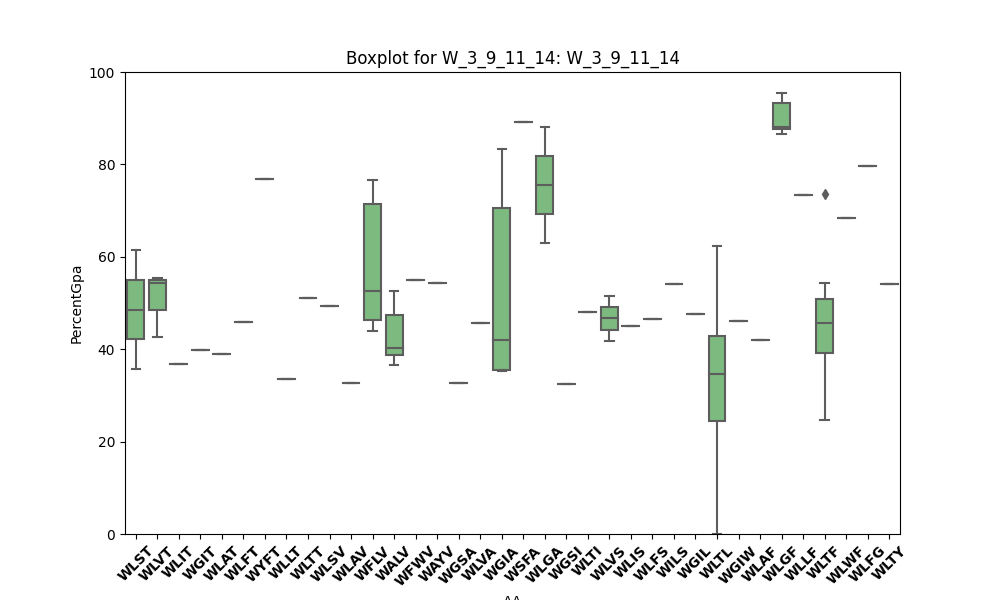 Boxplot for W_3_9_11_14: W_3_9_11_14
100
80
60
40
20
0
PercentGpa
WLST
WLVT
WLIT
WGIT
WLAT
WLFT
WYFT
WLLT
WLTT
WLSV
WLAV
WFLV
WALV
WFWV
WAYV
WGSA
WLVA
WGIA
WSFA
WLGA
WGSI
WLTI
WLVS
WLIS
WLFS
WILS
WGIL
WLTL
WGIW
WLAF
WLGF
WLLF
WLTF
WLWF
WLFG
WLTY
AA